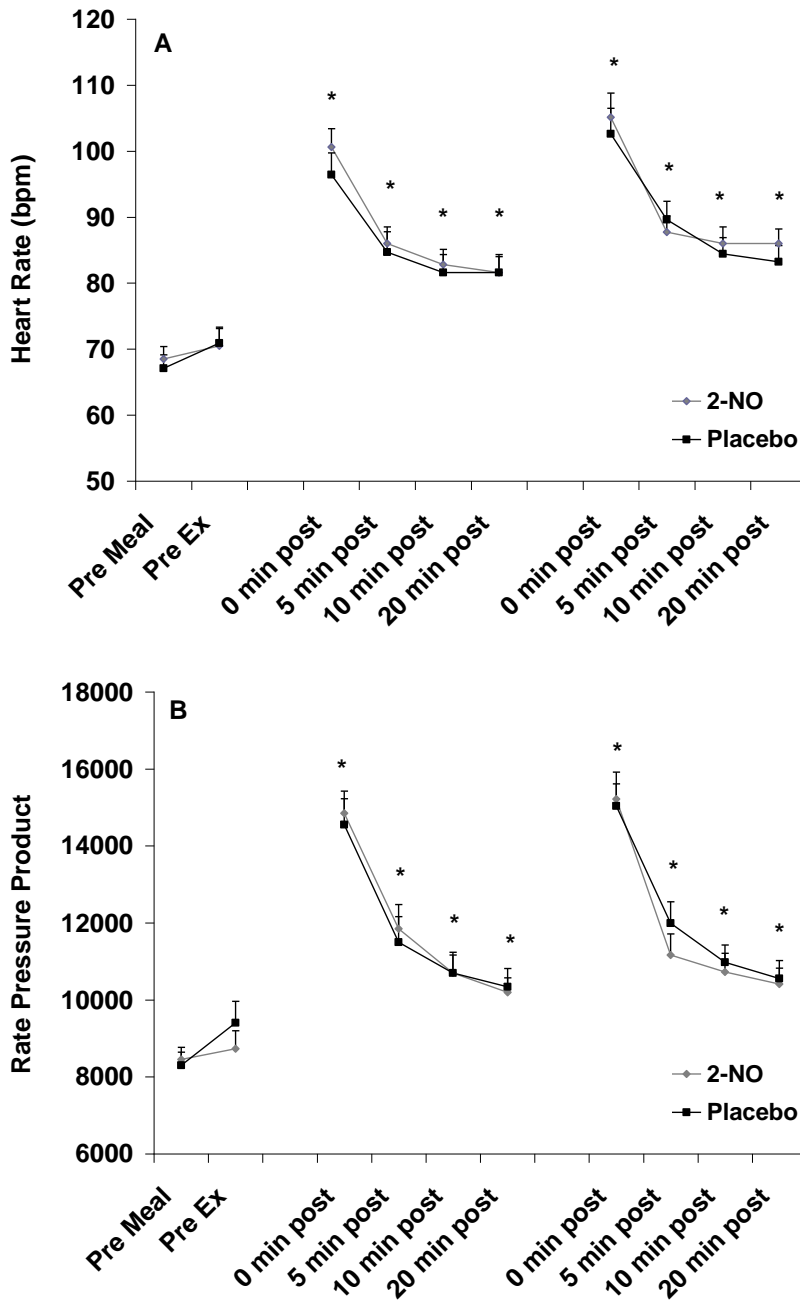 120
A
110
100
90
80
70
60
50
Heart Rate (bpm)
* * * * * * * *
2-NO
Placebo
Pre Meal
Pre Ex
0 min post
5 min post
10 min post
20 min post
0 min post
5 min post
10 min post
20 min post
18000
B
16000
14000
12000
10000
8000
6000
Rate Pressure Product
* * * * * * * *
2-NO
Placebo
Pre Meal
Pre Ex
0 min post
5 min post
10 min post
20 min post
0 min post
5 min post
10 min post
20 min post